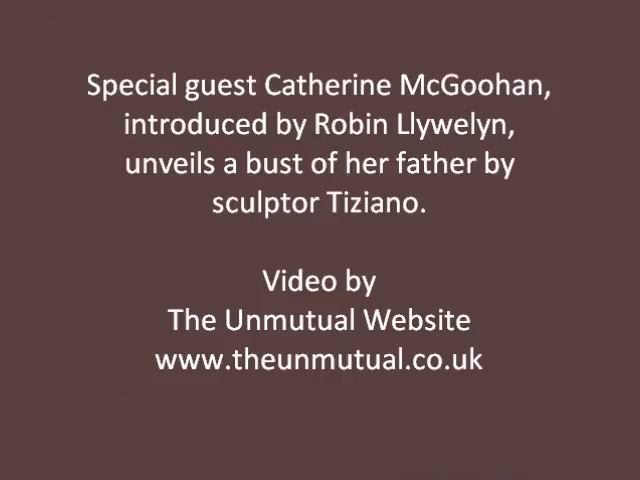 Special guest Catherine McGoohan,
introduced by Robin Llywelyn,
unveils a bust of her father by
sculptor Tiziano.
Video by
The Unmutual Website
www.theunmutual.co.uk